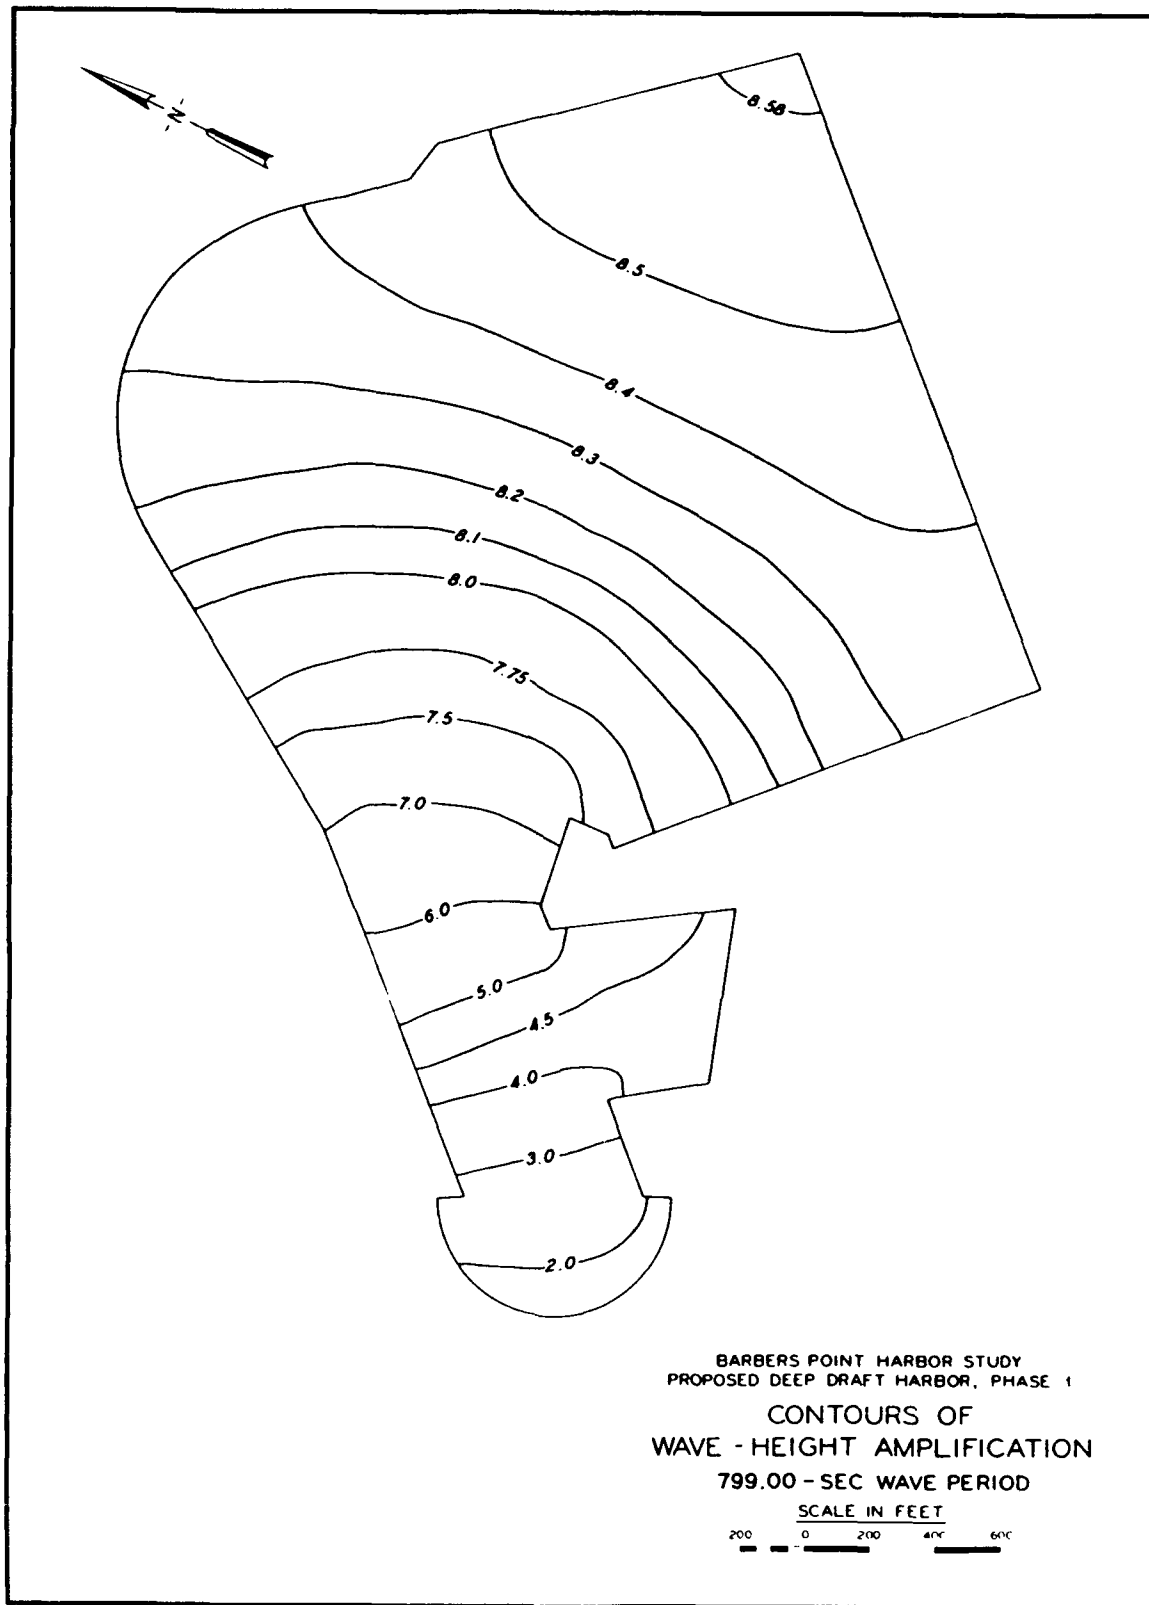 N
8.58
8.5
8.4
8.3
8.2
8.1
8.0
7.75
7.5
7.0
6.0
5.0
4.5
4.0
3.0
2.0
BARBERS POINT HARBOR STUDY
PROPOSED DEEP DRAFT HARBOR, PHASE 1
CONTOURS OF
WAVE - HEIGHT AMPLIFICATION
799.00 - SEC WAVE PERIOD
SCALE IN FEET
200 0 200 400 600